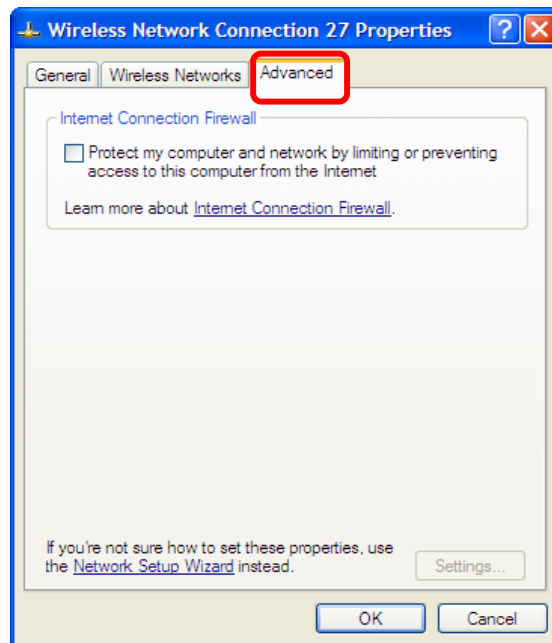 Wireless Network Connection 27 Properties
General
Wireless Networks
Advanced
Internet Connection Firewall
Protect my computer and network by limiting or preventing
access to this computer from the Internet
Learn more about Internet Connection Firewall.
If you're not sure how to set these properties, use
the Network Setup Wizard instead.
Settings...
OK
Cancel